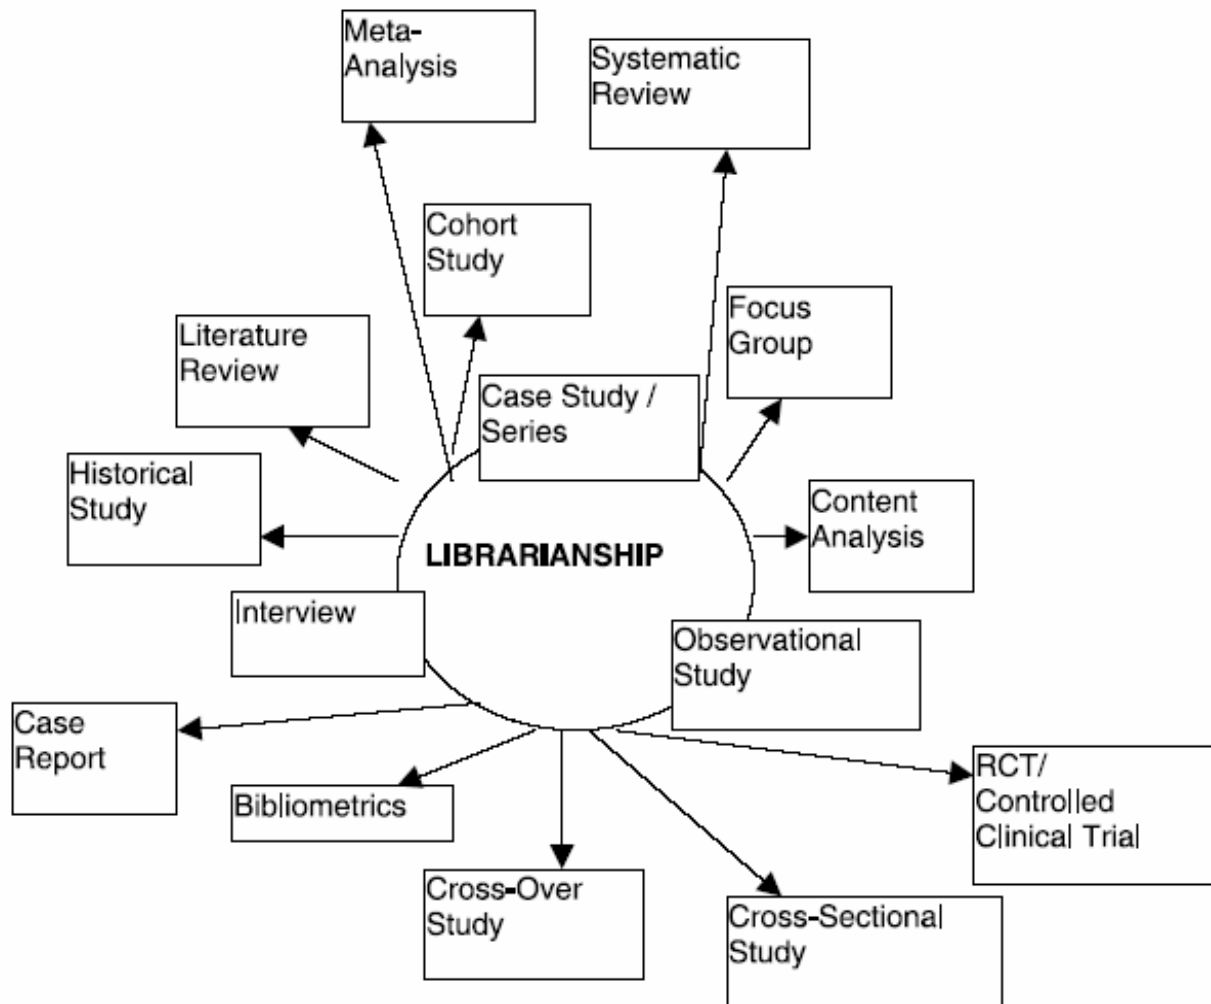 Meta-
Analysis
Systematic
Review
Cohort
Study
Focus
Group
Literature
Review
Case Study /
Series
Historical
Study
Content
Analysis
LIBRARIANSHIP
Interview
Observational
Study
Case
Report
RCT/
Controlled
Clinical Trial
Bibliometrics
Cross-Over
Study
Cross-Sectional
Study